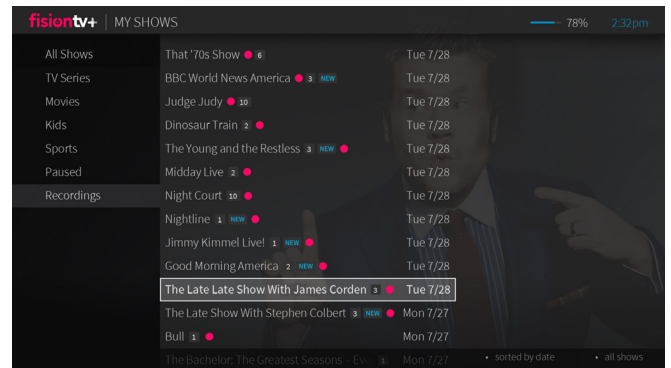 fisiontv+ | MY SHOWS 78% 2:32pm
All Shows
TV Series
Movies
Kids
Sports
Paused
Recordings
That '70s Show 6 Tue 7/28
BBC World News America 3 NEW Tue 7/28
Judge Judy 10 Tue 7/28
Dinosaur Train 2 Tue 7/28
The Young and the Restless 3 NEW Tue 7/28
Midday Live 2 Tue 7/28
Night Court 10 Tue 7/28
Nightline 1 NEW Tue 7/28
Jimmy Kimmel Live! 1 NEW Tue 7/28
Good Morning America 2 NEW Tue 7/28
The Late Late Show With James Corden 3 Tue 7/28
The Late Show With Stephen Colbert 3 NEW Mon 7/27
Bull 1 Mon 7/27
The Bachelor: The Greatest Seasons – 1 Mon 7/27
• sorted by date • all shows